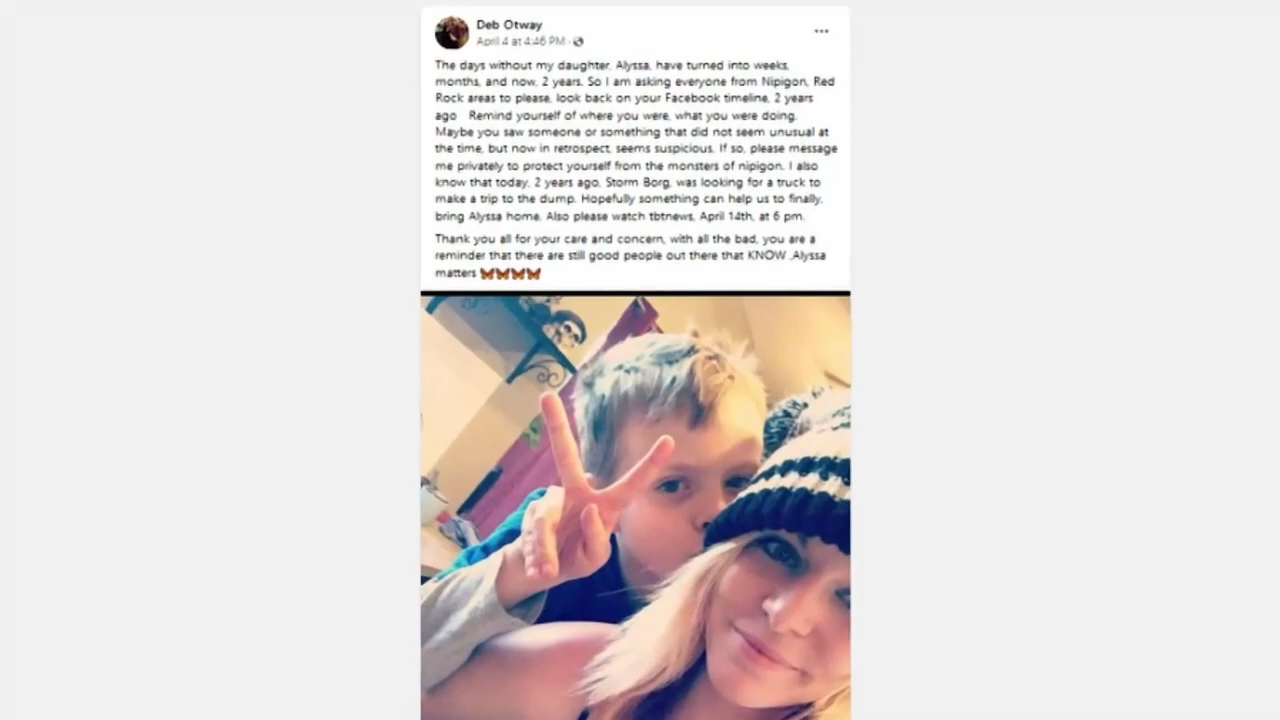 Deb Otway
April 4 at 4:46 PM ·
The days without my daughter, Alyssa, have turned into weeks,
months, and now, 2 years. So I am asking everyone from Nipigon, Red
Rock areas to please, look back on your Facebook timeline, 2 years
ago   Remind yourself of where you were, what you were doing.
Maybe you saw someone or something that did not seem unusual at
the time, but now in retrospect, seems suspicious. If so, please message
me privately to protect yourself from the monsters of nipigon. I also
know that today, 2 years ago, Storm Borg, was looking for a truck to
make a trip to the dump. Hopefully something can help us to finally,
bring Alyssa home. Also please watch tbtnews, April 14th, at 6 pm.
Thank you all for your care and concern, with all the bad, you are a
reminder that there are still good people out there that KNOW ,Alyssa
matters 🦋🦋🦋🦋